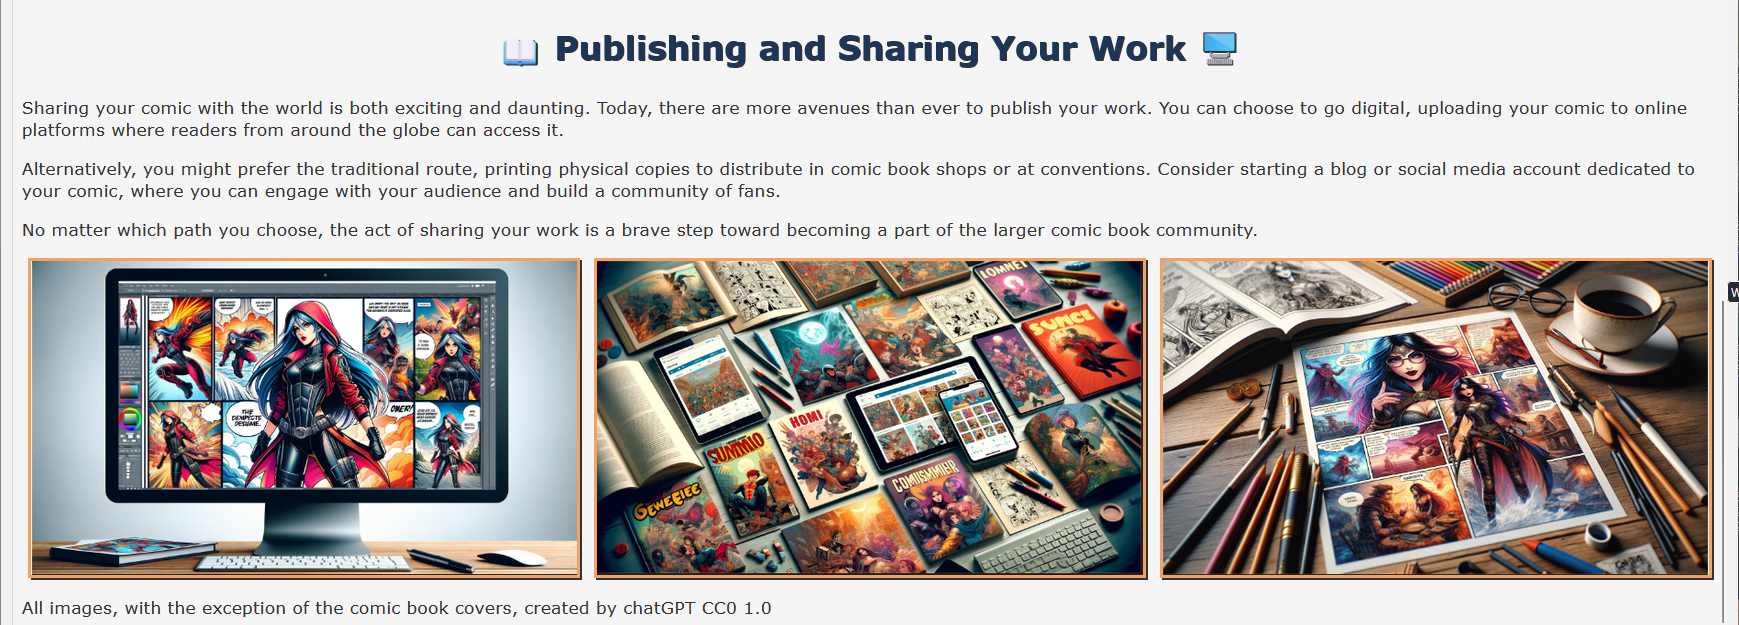 Publishing and Sharing Your Work
Sharing your comic with the world is both exciting and daunting. Today, there are more avenues than ever to publish your work. You can choose to go digital, uploading your comic to online
platforms where readers from around the globe can access it.
Alternatively, you might prefer the traditional route, printing physical copies to distribute in comic book shops or at conventions. Consider starting a blog or social media account dedicated to
your comic, where you can engage with your audience and build a community of fans.
No matter which path you choose, the act of sharing your work is a brave step toward becoming a part of the larger comic book community.
THE
DEMPECTS
DESIGME.
OMER!
LOMNET
SUMCE
HOMI
SUMMIO
GEWECIEE
COMISMMIHR
W
All images, with the exception of the comic book covers, created by chatGPT CC0 1.0